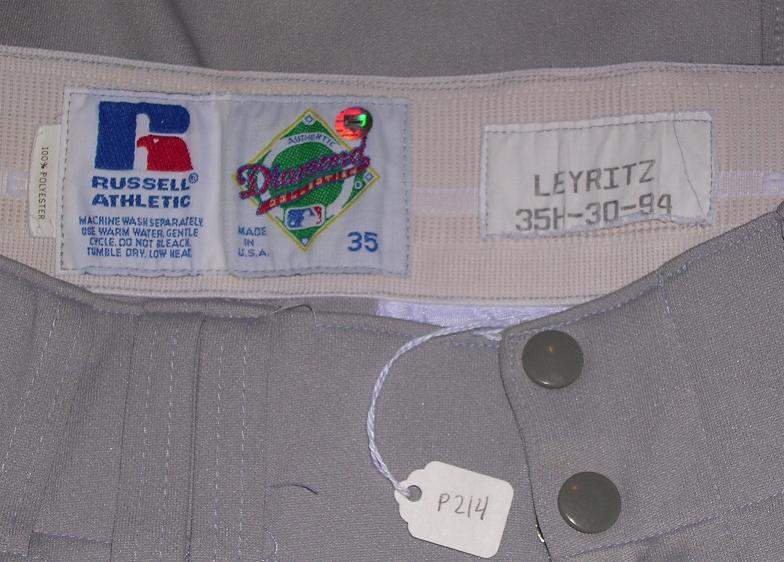 100% POLYESTER
RUSSELL®
ATHLETIC
MACHINE WASH SEPARATELY.
USE WARM WATER, GENTLE
CYCLE. DO NOT BLEACH.
TUMBLE DRY, LOW HEAT.
AUTHENTIC
Diamond
COLLECTION
MADE
IN
U.S.A.
35
LEYRITZ
35H-30-94
P214